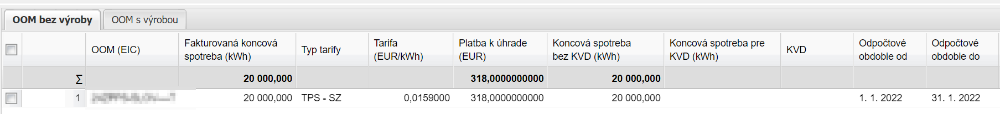 OOM bez výroby OOM s výrobou
OOM (EIC) Fakturovaná koncová spotreba (kWh) Typ tarify Tarifa (EUR/kWh) Platba k úhrade (EUR) Koncová spotreba bez KVD (kWh) Koncová spotreba pre KVD (kWh) KVD Odpočtové obdobie od Odpočtové obdobie do
Σ 20 000,000 318,0000000000 20 000,000
1 20 000,000 TPS - SZ 0,0159000 318,0000000000 20 000,000 1. 1. 2022 31. 1. 2022